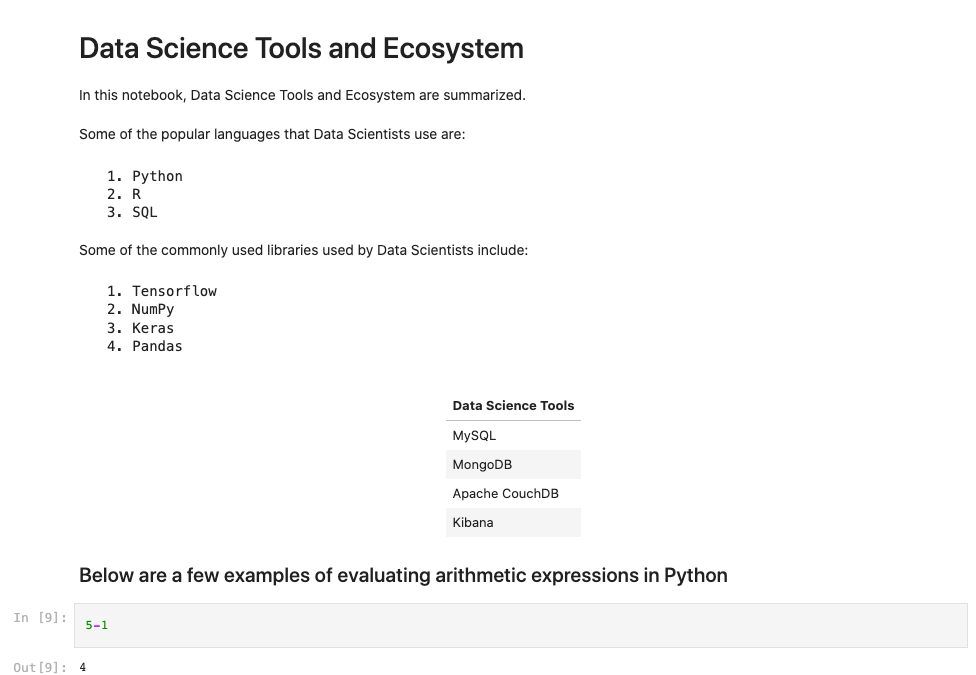 Data Science Tools and Ecosystem
In this notebook, Data Science Tools and Ecosystem are summarized.
Some of the popular languages that Data Scientists use are:
1. Python
2. R
3. SQL
Some of the commonly used libraries used by Data Scientists include:
1. Tensorflow
2. NumPy
3. Keras
4. Pandas
Data Science Tools
MySQL
MongoDB
Apache CouchDB
Kibana
Below are a few examples of evaluating arithmetic expressions in Python
In [9]: 5-1
Out[9]: 4